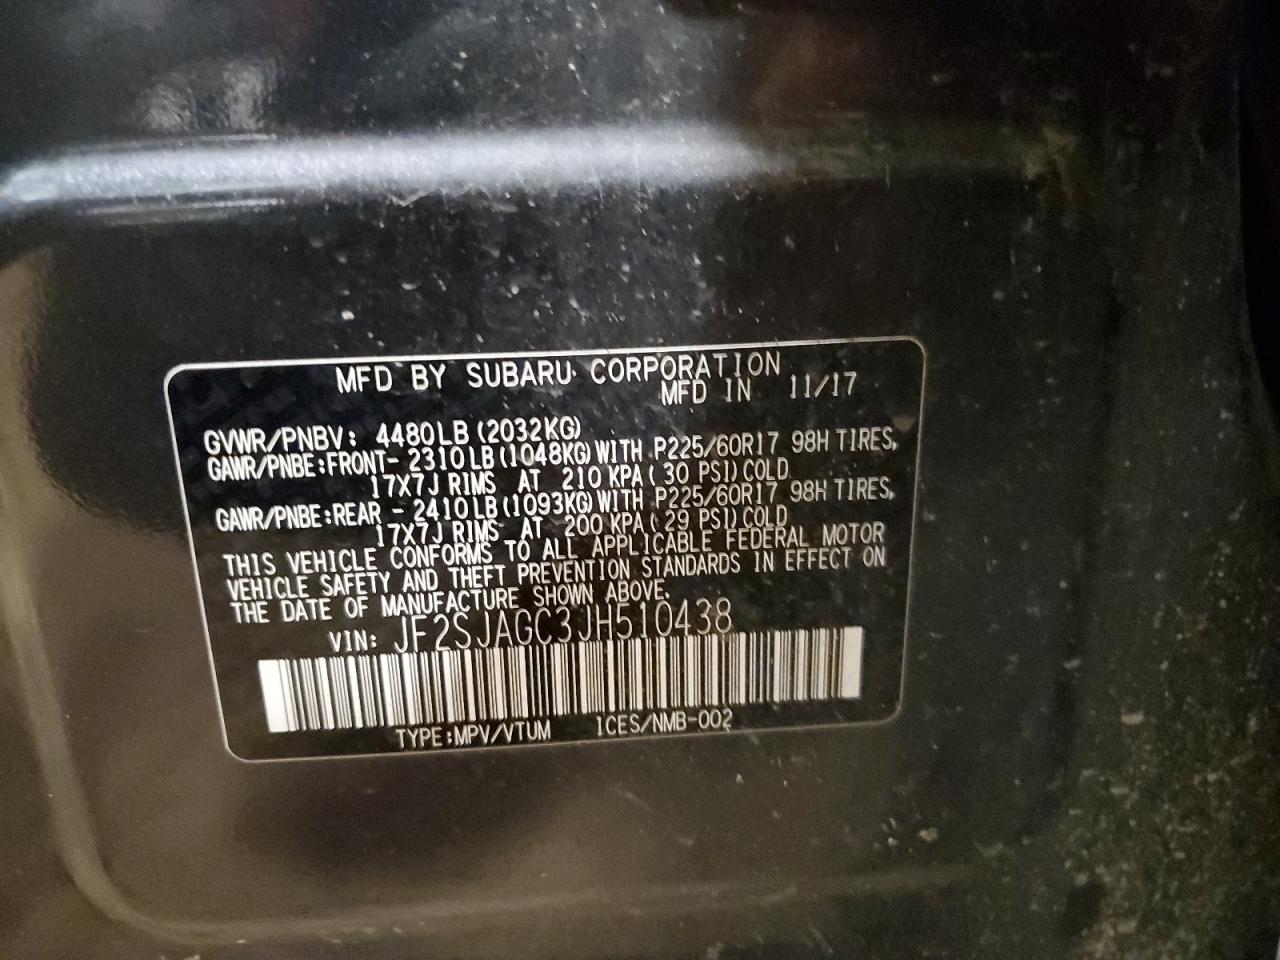 MFD BY SUBARU CORPORATION
MFD IN 11/17
GVWR/PNBV: 4480LB (2032KG)
GAWR/PNBE:FRONT- 2310LB (1048KG) WITH P225/60R17 98H TIRES,
17X7J RIMS AT 210 KPA ( 30 PSI) COLD
GAWR/PNBE:REAR - 2410LB (1093KG) WITH P225/60R17 98H TIRES,
17X7J RIMS AT 200 KPA ( 29 PSI) COLD
THIS VEHICLE CONFORMS TO ALL APPLICABLE FEDERAL MOTOR
VEHICLE SAFETY AND THEFT PREVENTION STANDARDS IN EFFECT ON
THE DATE OF MANUFACTURE SHOWN ABOVE.
VIN: JF2SJAGC3JH510438
TYPE:MPV/VTUM ICES/NMB-002